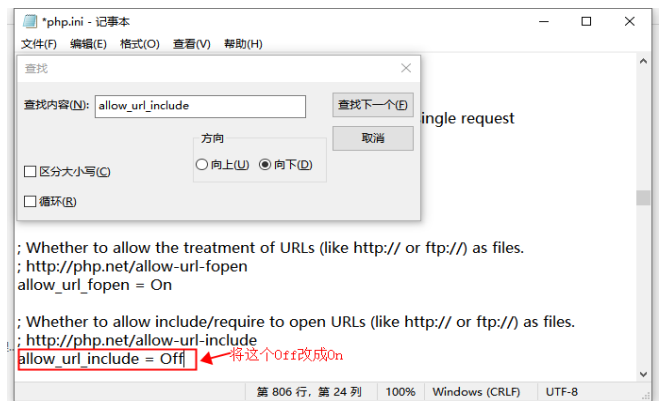 *php.ini - 记事本
文件(F) 编辑(E) 格式(O) 查看(V) 帮助(H)
查找
查找内容(N): allow_url_include 查找下一个(F)
ingle request
方向 取消
向上(U) 向下(D)
区分大小写(C)
循环(R)
; Whether to allow the treatment of URLs (like http:// or ftp://) as files.
; http://php.net/allow-url-fopen
allow_url_fopen = On
; Whether to allow include/require to open URLs (like http:// or ftp://) as files.
; http://php.net/allow-url-include
allow_url_include = Off 将这个Off改成On
第 806 行，第 24 列 100% Windows (CRLF) UTF-8